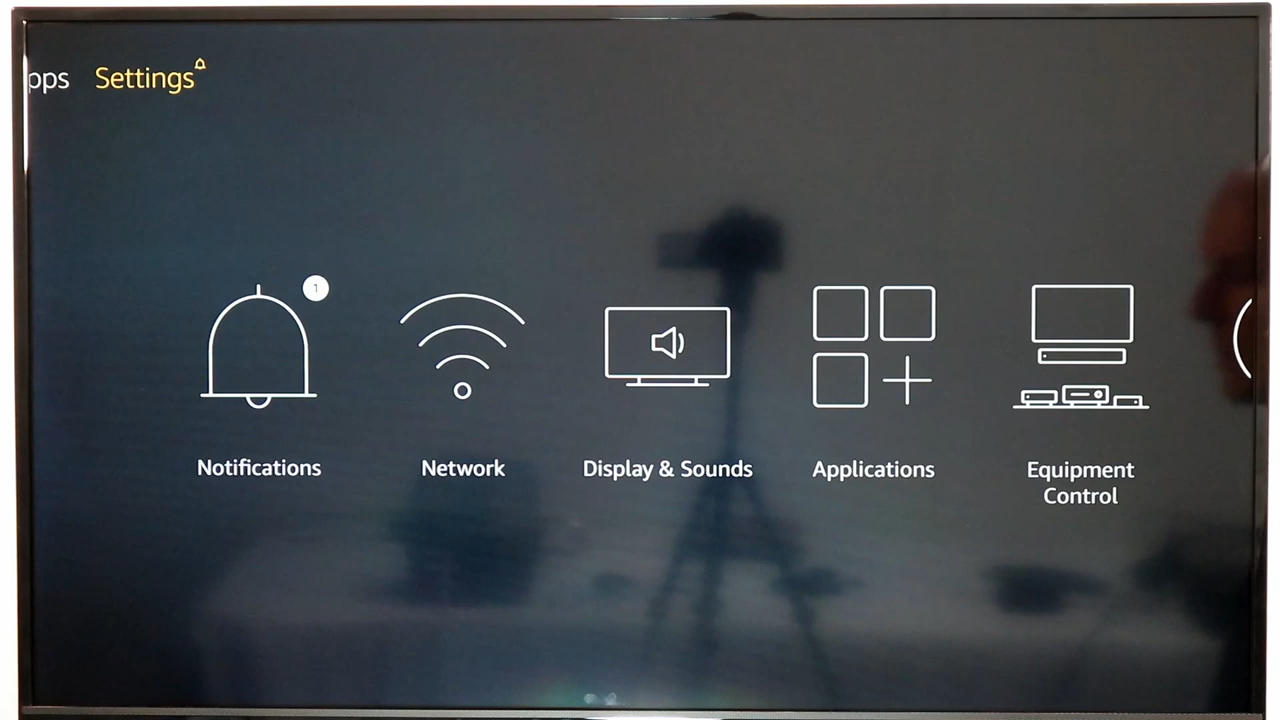 pps Settings
1
Notifications
Network
Display & Sounds
Applications
Equipment
Control